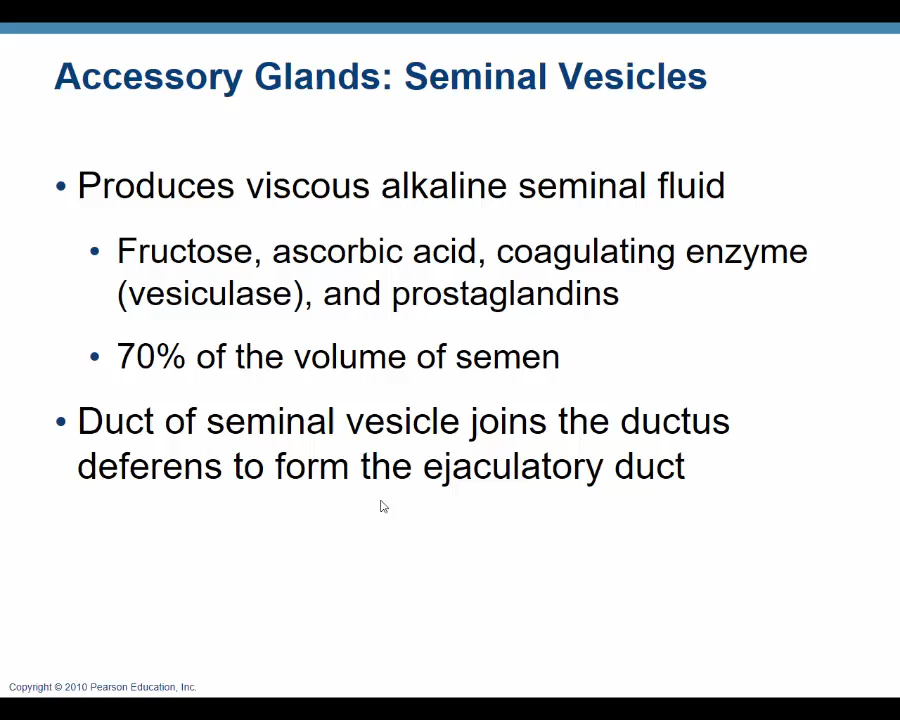 Accessory Glands: Seminal Vesicles
• Produces viscous alkaline seminal fluid
• Fructose, ascorbic acid, coagulating enzyme
(vesiculase), and prostaglandins
• 70% of the volume of semen
• Duct of seminal vesicle joins the ductus
deferens to form the ejaculatory duct
Copyright © 2010 Pearson Education, Inc.